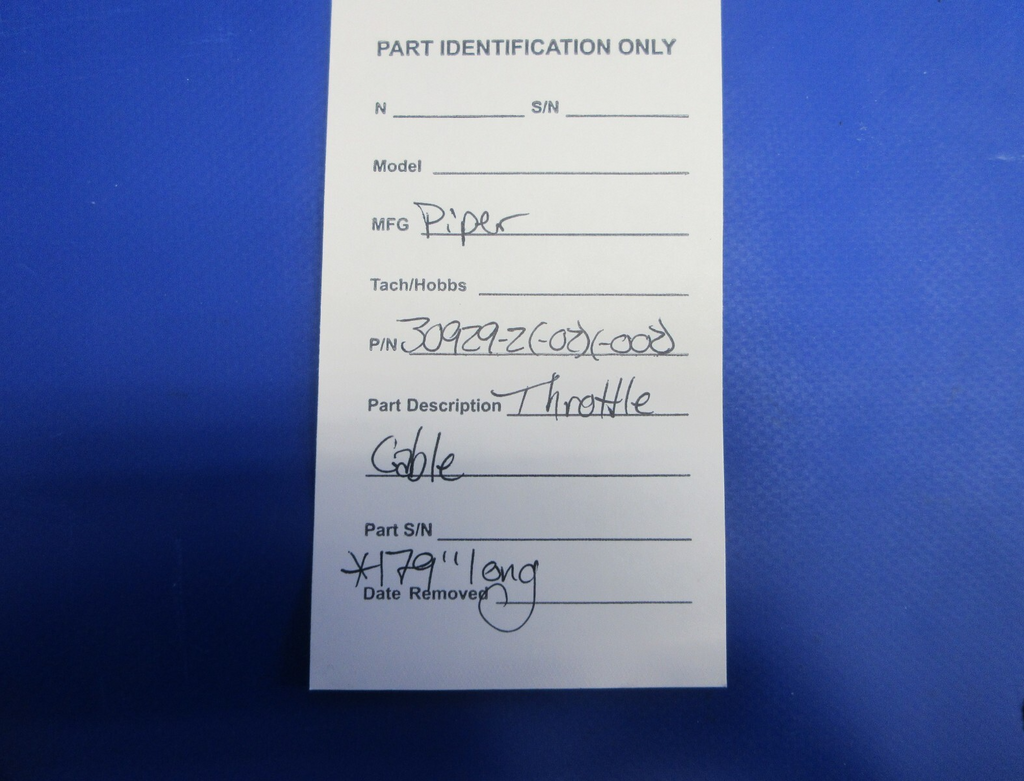 PART IDENTIFICATION ONLY
N S/N
Model
MFG Piper
Tach/Hobbs
P/N 30929-2(-02)(-002)
Part Description Throttle
Cable
Part S/N
*179" long
Date Removed